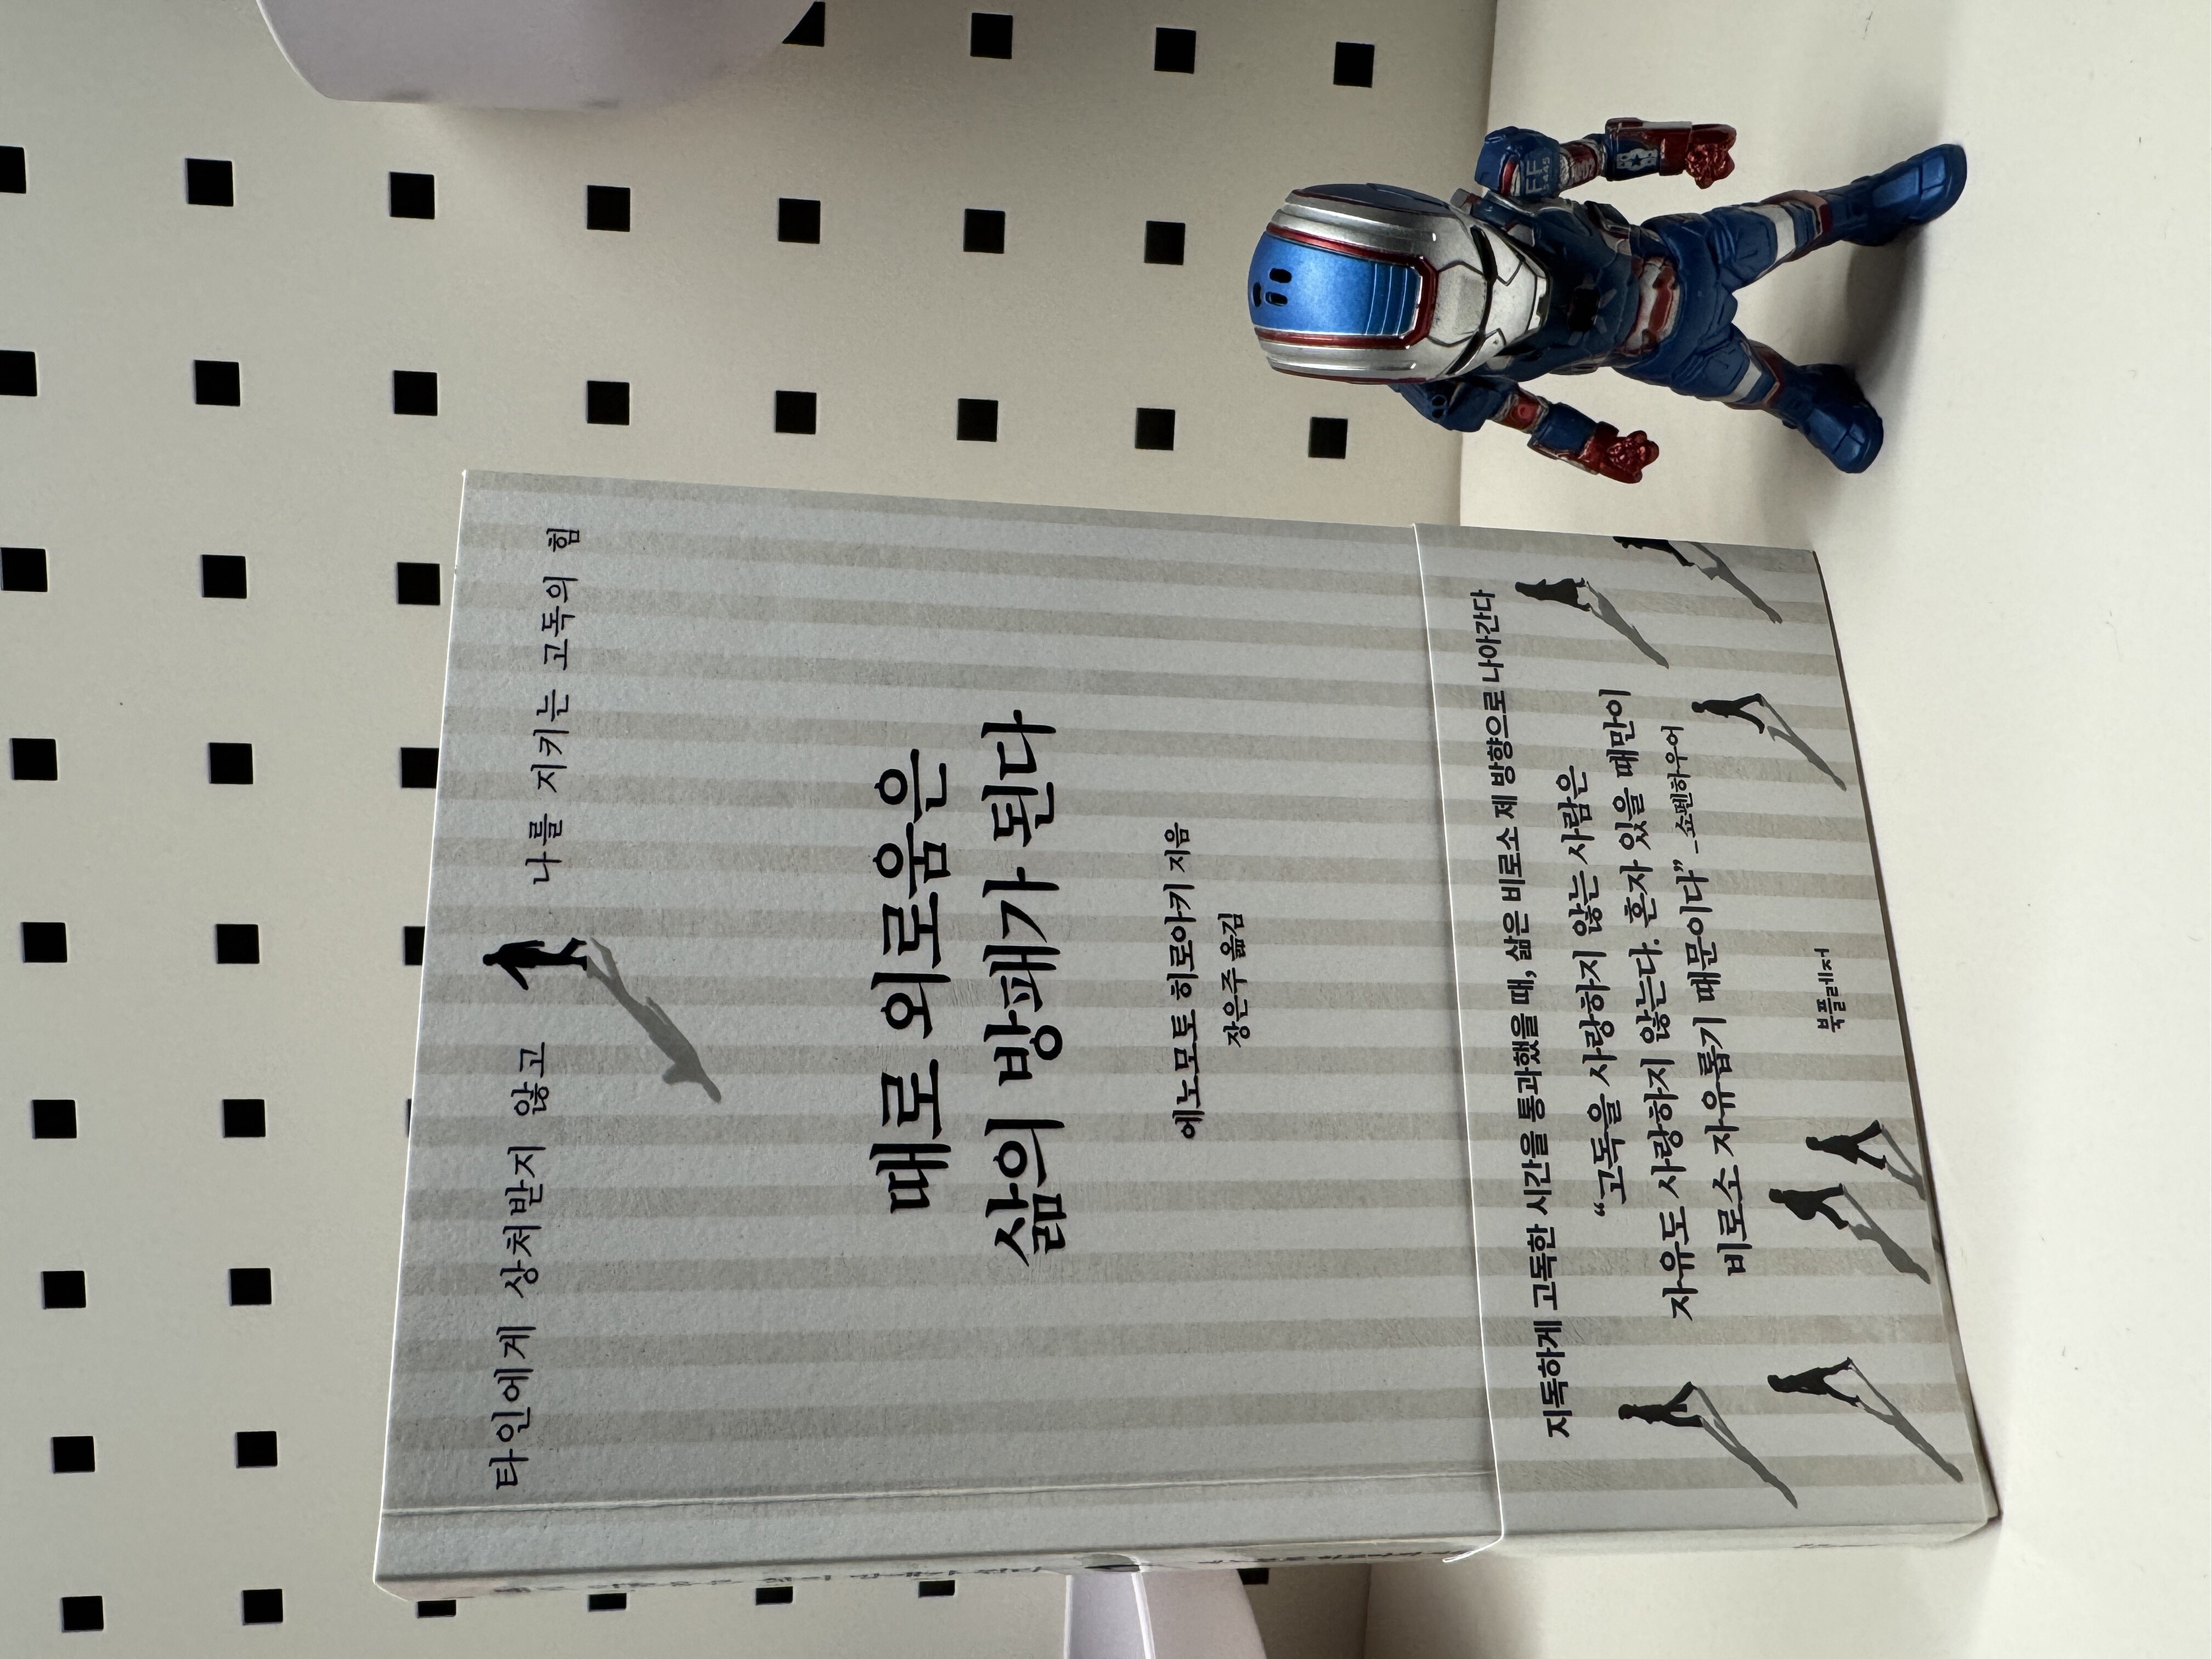 타인에게 상처받지 않고 나를 지키는 고독의 힘
때로 외로움은
삶의 방패가 된다
에노모토 히로아키 지음
장은주 옮김
지독하게 고독한 시간을 통과했을 때, 삶은 비로소 제 방향으로 나아간다
“고독을 사랑하지 않는 사람은
자유도 사랑하지 않는다. 혼자 있을 때만이
비로소 자유롭기 때문이다” _쇼펜하우어
북플레저
FF